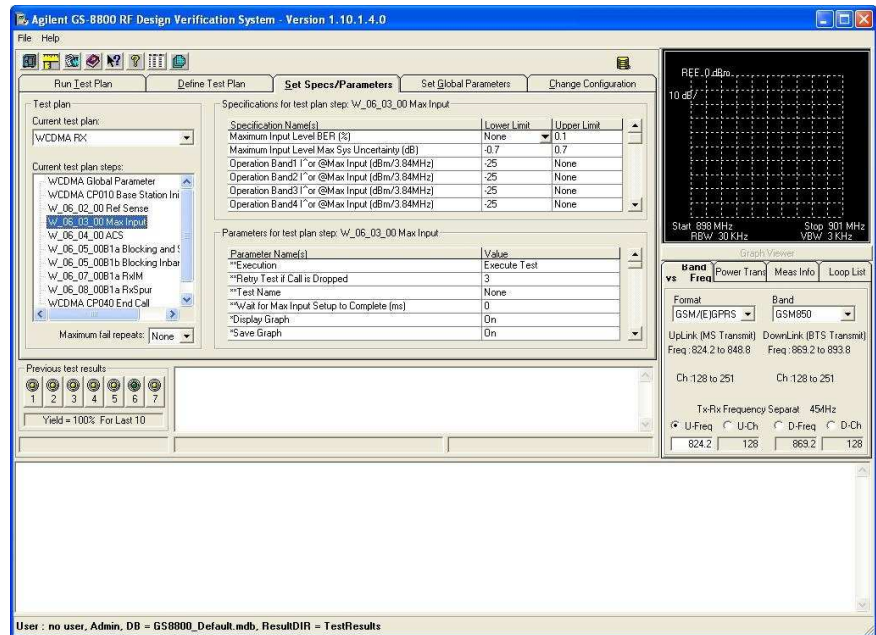 Agilent GS-8800 RF Design Verification System - Version 1.10.1.4.0
File Help
Run Test Plan
Define Test Plan
Set Specs/Parameters
Set Global Parameters
Change Configuration
Test plan
Current test plan:
WCDMA RX
Current test plan steps:
WCDMA Global Parameter
WCDMA CP010 Base Station Ini
W_06_02_00 Ref Sense
W_06_03_00 Max Input
W_06_04_00 ACS
W_06_05_00B1a Blocking and S
W_06_05_00B1b Blocking Inbar
W_06_07_00B1a RxIM
W_06_08_00B1a RxSpur
WCDMA CP040 End Call
Maximum fail repeats: None
Specifications for test plan step: W_06_03_00 Max Input
Specification Name(s) Lower Limit Upper Limit
Maximum Input Level BER (%) None 0.1
Maximum Input Level Max Sys Uncertainty (dB) -0.7 0.7
Operation Band1 I^or @Max Input (dBm/3.84MHz) -25 None
Operation Band2 I^or @Max Input (dBm/3.84MHz) -25 None
Operation Band3 I^or @Max Input (dBm/3.84MHz) -25 None
Operation Band4 I^or @Max Input (dBm/3.84MHz) -25 None
Parameters for test plan step: W_06_03_00 Max Input
Parameter Name(s) Value
**Execution Execute Test
**Retry Test if Call is Dropped 3
**Test Name None
**Wait for Max Input Setup to Complete (ms) 0
*Display Graph On
*Save Graph On
Previous test results
1 2 3 4 5 6 7
Yield = 100% For Last 10
REF .0 dBm
10 dB/
Start 898 MHz Stop 901 MHz
RBW 30 KHz VBW 3 KHz
Graph Viewer
Band vs Freq
Power Trans
Meas Info
Loop List
Format Band
GSM/(E)GPRS GSM850
UpLink (MS Transmit) DownLink (BTS Transmit)
Freq :824.2 to 848.8 Freq :869.2 to 893.8
Ch :128 to 251 Ch :128 to 251
Tx-Rx Frequency Separat
U-Freq U-Ch D-Freq D-Ch
824.2 128 869.2 128
User : no user, Admin, DB = GS8800_Default.mdb, ResultDIR = TestResults